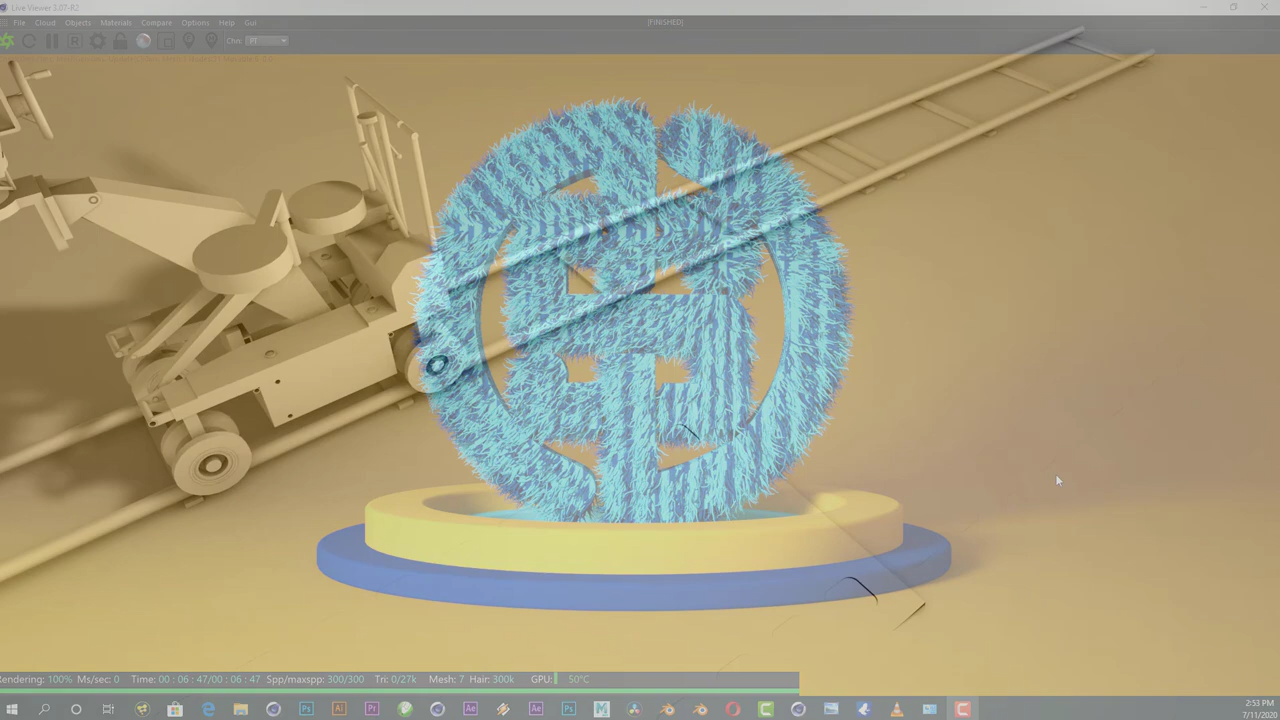 Live Viewer 3.07-R2
File Cloud Objects Materials Compare Options Help Gui
[FINISHED]
Chn: PT
Rendering: 100% Ms/sec: 0 Time: 00 : 06 : 47/00 : 06 : 47 Spp/maxspp: 300/300 Tri: 0/27k Mesh: 7 Hair: 300k GPU: 50°C
2:53 PM
7/11/2020